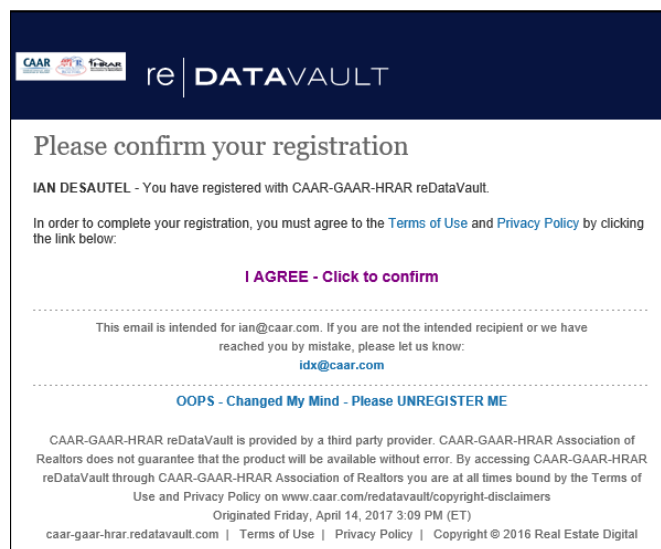 CAAR HRAR
re | DATAVAULT
Please confirm your registration
IAN DESAUTEL - You have registered with CAAR-GAAR-HRAR reDataVault.
In order to complete your registration, you must agree to the Terms of Use and Privacy Policy by clicking
the link below:
I AGREE - Click to confirm
This email is intended for ian@caar.com. If you are not the intended recipient or we have
reached you by mistake, please let us know:
idx@caar.com
OOPS - Changed My Mind - Please UNREGISTER ME
CAAR-GAAR-HRAR reDataVault is provided by a third party provider. CAAR-GAAR-HRAR Association of
Realtors does not guarantee that the product will be available without error. By accessing CAAR-GAAR-HRAR
reDataVault through CAAR-GAAR-HRAR Association of Realtors you are at all times bound by the Terms of
Use and Privacy Policy on www.caar.com/redatavault/copyright-disclaimers
Originated Friday, April 14, 2017 3:09 PM (ET)
caar-gaar-hrar.redatavault.com | Terms of Use | Privacy Policy | Copyright © 2016 Real Estate Digital